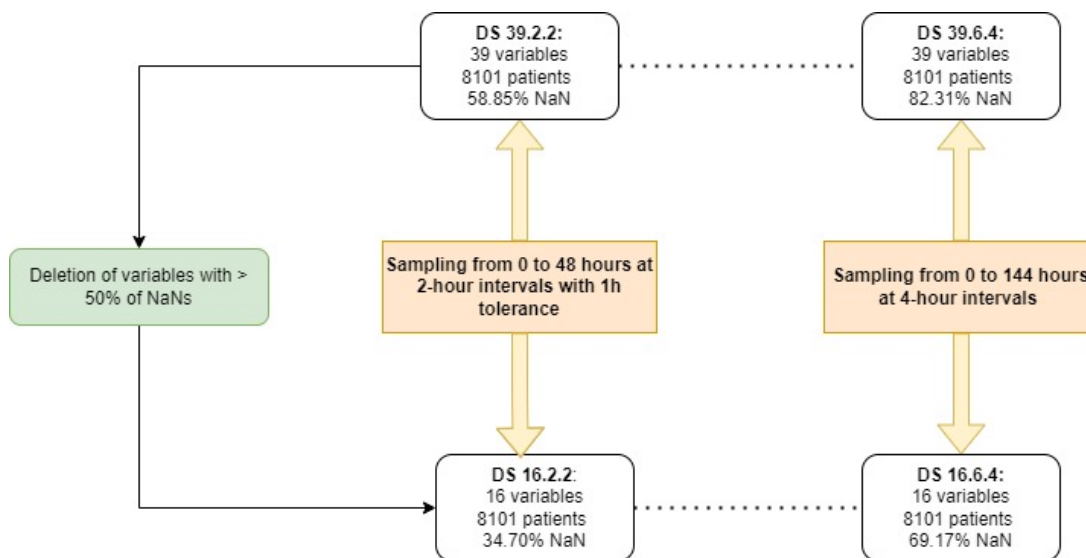 DS 39.2.2:
39 variables
8101 patients
58.85% NaN
DS 39.6.4:
39 variables
8101 patients
82.31% NaN
Deletion of variables with >
50% of NaNs
Sampling from 0 to 48 hours at
2-hour intervals with 1h
tolerance
Sampling from 0 to 144 hours
at 4-hour intervals
DS 16.2.2:
16 variables
8101 patients
34.70% NaN
DS 16.6.4:
16 variables
8101 patients
69.17% NaN